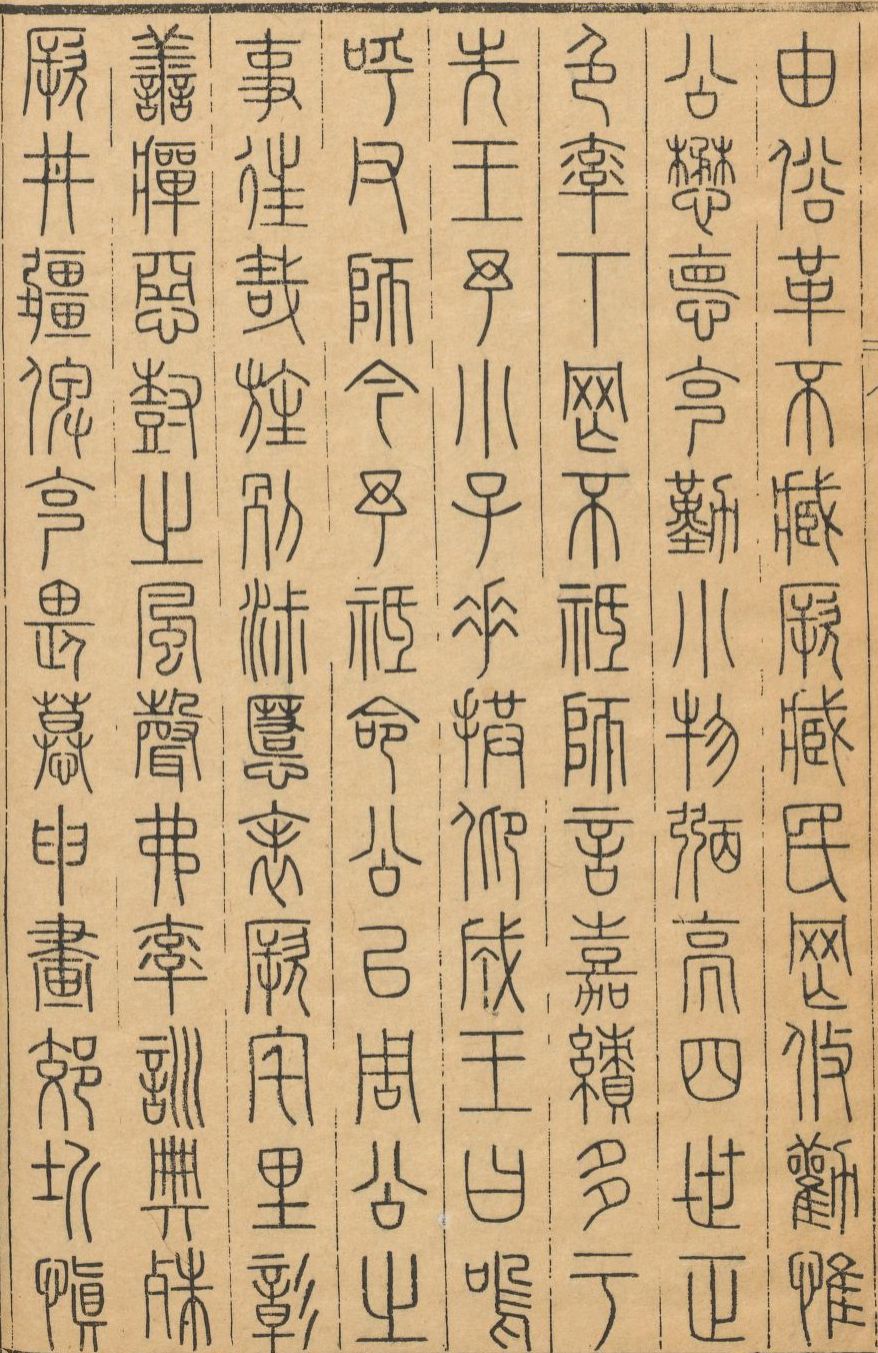 由俗革不臧厥臧民罔攸勸惟
公懋悳克勤小物弼亮四世正
色率下罔不祗師言嘉績多于
先王予小子垂拱仰成王曰嗚
呼父師今予祗命公以周公之
事往哉旌別淑慝表厥宅里彰
善癉惡樹之風聲弗率訓典殊
厥井疆俾克畏慕申畫郊圻慎